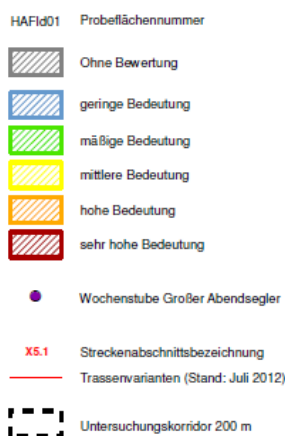 HAFId01 Probeflächennummer
Ohne Bewertung
geringe Bedeutung
mäßige Bedeutung
mittlere Bedeutung
hohe Bedeutung
sehr hohe Bedeutung
Wochenstube Großer Abendsegler
X5.1 Streckenabschnittsbezeichnung
Trassenvarianten (Stand: Juli 2012)
Untersuchungskorridor 200 m